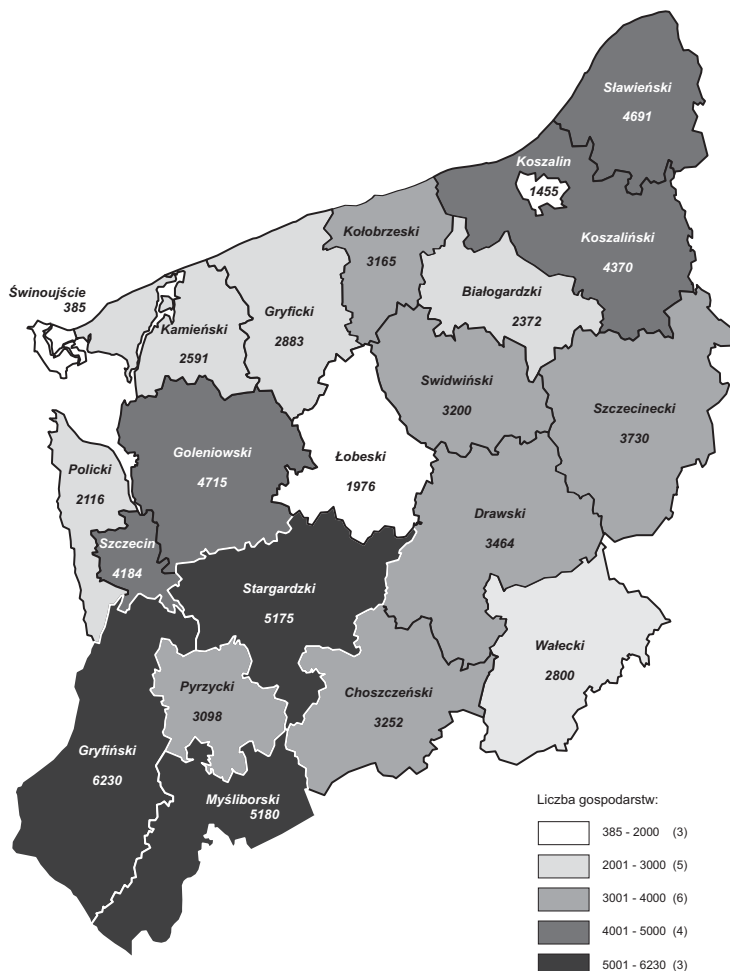 Sławieński
4691
Koszalin
1455
Kołobrzeski
3165
Koszaliński
4370
Świnoujście
385
Białogardzki
2372
Kamieński
2591
Gryficki
2883
Swidwiński
3200
Szczecinecki
3730
Goleniowski
4715
Łobeski
1976
Policki
2116
Drawski
3464
Szczecin
4184
Stargardzki
5175
Wałecki
2800
Pyrzycki
3098
Choszczeński
3252
Gryfiński
6230
Myśliborski
5180
Liczba gospodarstw:
385 - 2000 (3)
2001 - 3000 (5)
3001 - 4000 (6)
4001 - 5000 (4)
5001 - 6230 (3)